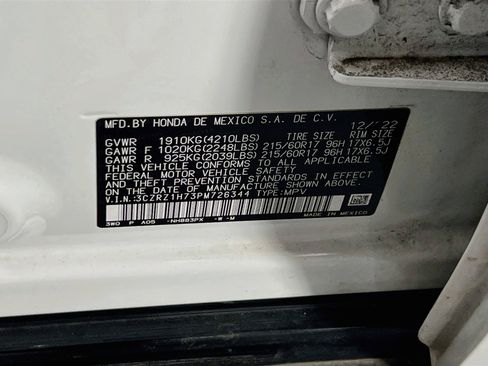 MFD.BY HONDA DE MEXICO S.A. DE C.V. 12/'22
GVWR 1910KG(4210LBS) TIRE SIZE RIM SIZE
GAWR F 1020KG(2248LBS) 215/60R17 96H 17X6.5J
GAWR R 925KG(2039LBS) 215/60R17 96H 17X6.5J
THIS VEHICLE CONFORMS TO ALL APPLICABLE
FEDERAL MOTOR VEHICLE SAFETY
STANDARDS IN EFFECT ON THE DATE OF
MANUFACTURE SHOWN ABOVE.
V.I.N.:3CZRZ1H73PM726344 TYPE:MPV
3W0 P A05 NH883PX -W -M MADE IN MEXICO